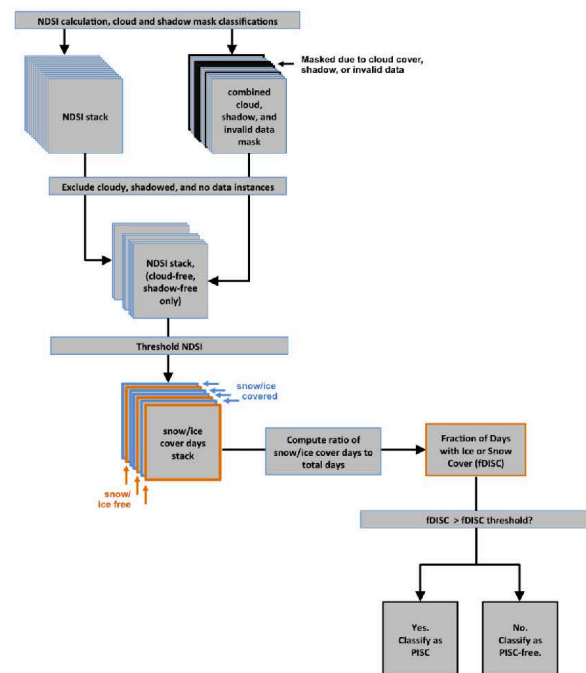 NDSI calculation, cloud and shadow mask classifications
Masked due to cloud cover,
shadow, or invalid data
NDSI stack
combined
cloud,
shadow, and
invalid data
mask
Exclude cloudy, shadowed, and no data instances
NDSI stack,
(cloud-free,
shadow-free
only)
Threshold NDSI
snow/ice
covered
snow/ice
cover days
stack
snow/
ice free
Compute ratio of
snow/ice cover days to
total days
Fraction of Days
with Ice or Snow
Cover (fDISC)
fDISC > fDISC threshold?
Yes.
Classify as
PISC
No.
Classify as
PISC-free.